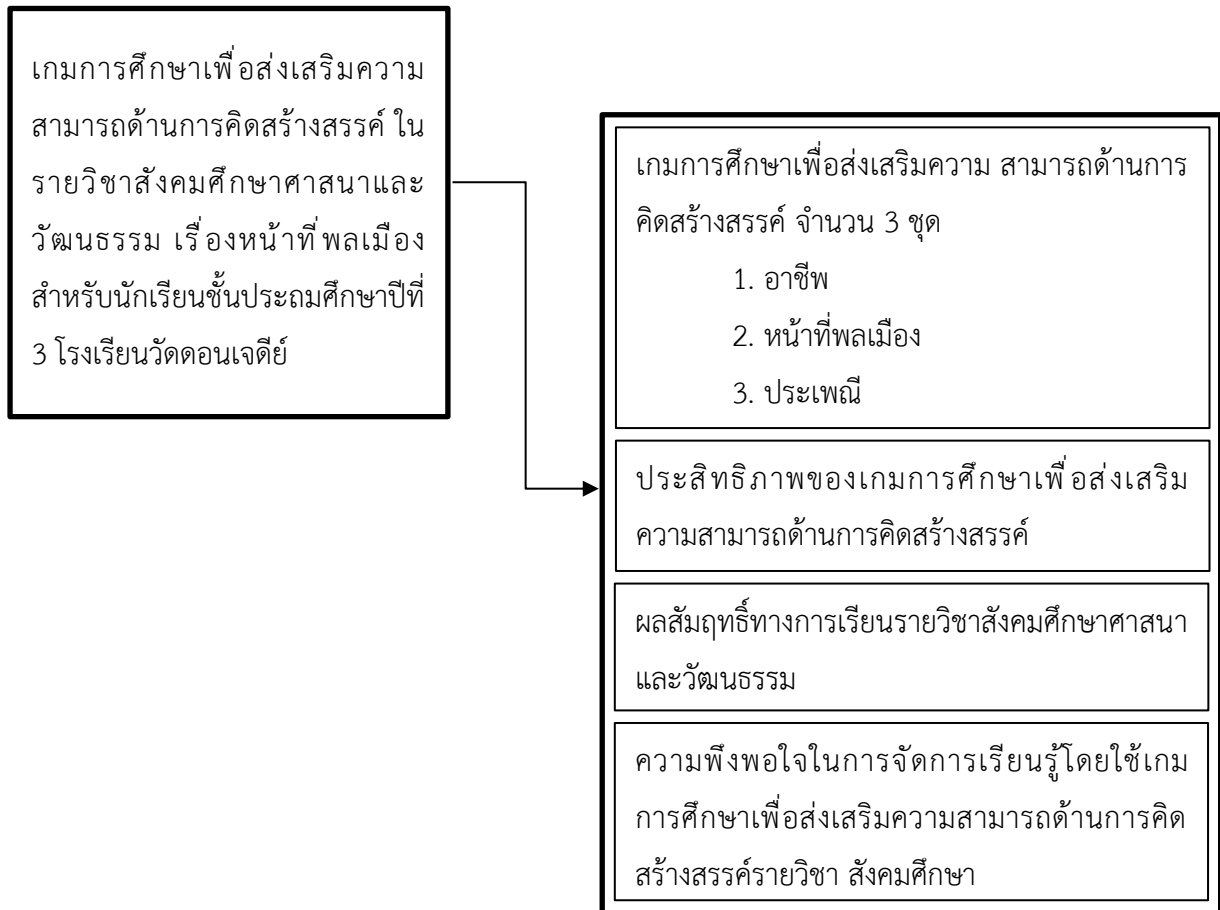 เกมการศึกษาเพื่อส่งเสริมความ
สามารถด้านการคิดสร้างสรรค์ ใน
รายวิชาสังคมศึกษาศาสนาและ
วัฒนธรรม เรื่องหน้าที่พลเมือง
สำหรับนักเรียนชั้นประถมศึกษาปีที่
3 โรงเรียนวัดดอนเจดีย์
เกมการศึกษาเพื่อส่งเสริมความ สามารถด้านการ
คิดสร้างสรรค์ จำนวน 3 ชุด
1. อาชีพ
2. หน้าที่พลเมือง
3. ประเพณี
ประสิทธิภาพของเกมการศึกษาเพื่อส่งเสริม
ความสามารถด้านการคิดสร้างสรรค์
ผลสัมฤทธิ์ทางการเรียนรายวิชาสังคมศึกษาศาสนา
และวัฒนธรรม
ความพึงพอใจในการจัดการเรียนรู้โดยใช้เกม
การศึกษาเพื่อส่งเสริมความสามารถด้านการคิด
สร้างสรรค์รายวิชา สังคมศึกษา